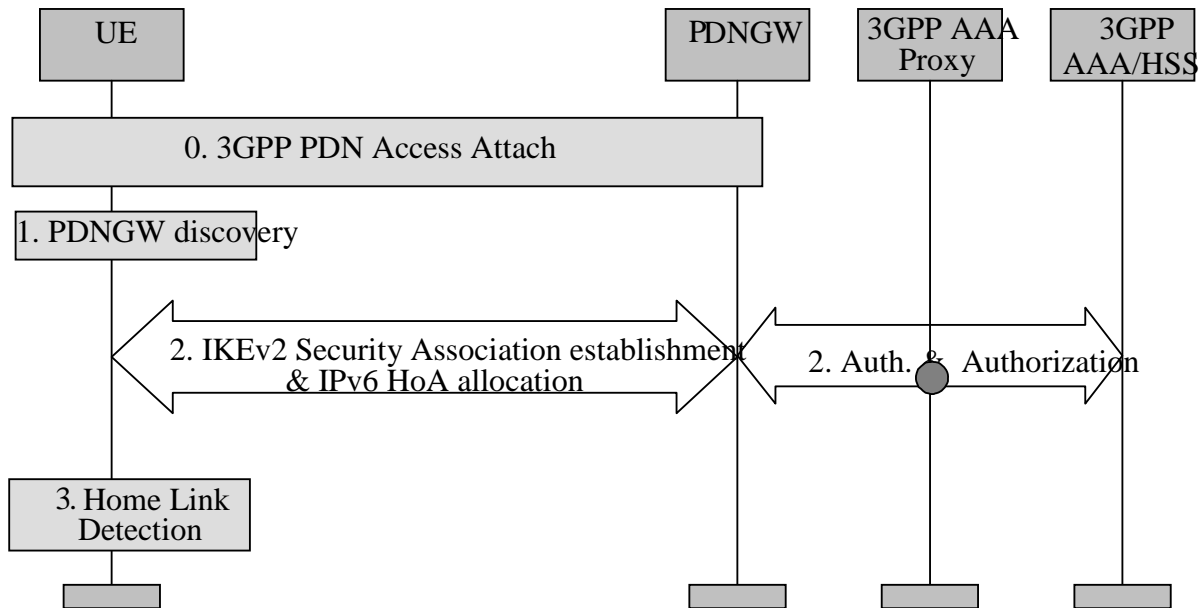 UE
PDNGW
3GPP AAA
Proxy
3GPP
AAA/HSS
0. 3GPP PDN Access Attach
1. PDNGW discovery
2. IKEv2 Security Association establishment
& IPv6 HoA allocation
2. Auth. & Authorization
3. Home Link
Detection